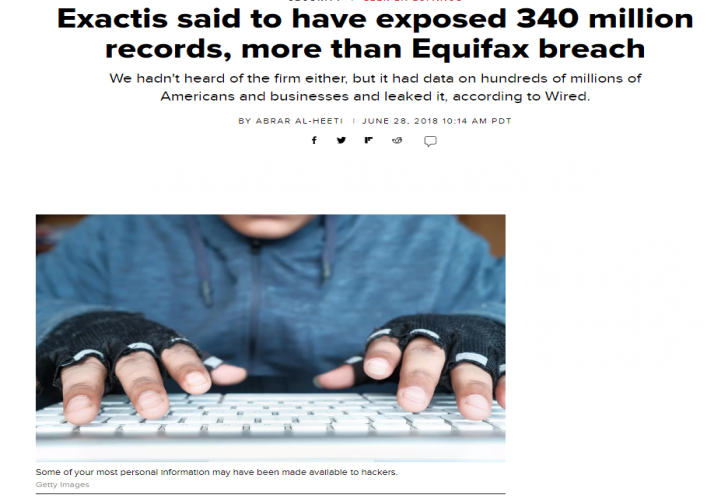 Exactis said to have exposed 340 million
records, more than Equifax breach
We hadn't heard of the firm either, but it had data on hundreds of millions of
Americans and businesses and leaked it, according to Wired.
BY ABRAR AL-HEETI | JUNE 28, 2018 10:14 AM PDT
Some of your most personal information may have been made available to hackers.
Getty Images